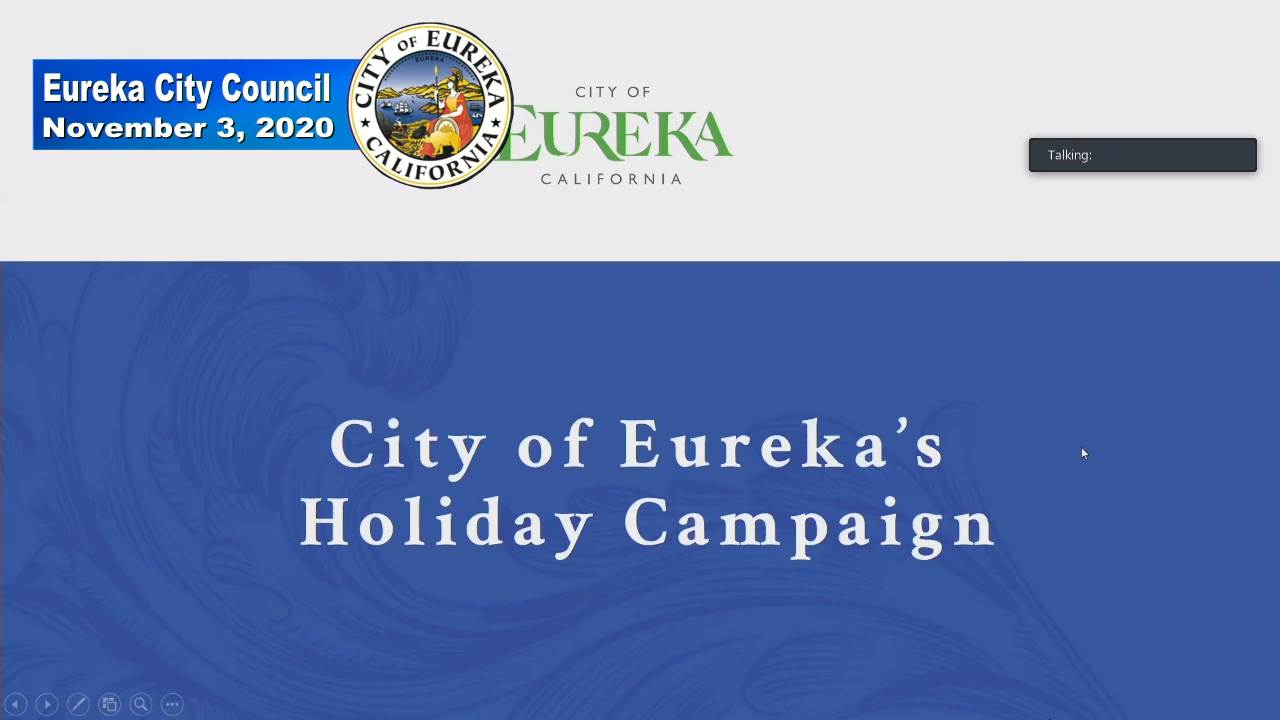 Eureka City Council
November 3, 2020
CITY OF EUREKA
EUREKA
CALIFORNIA
CITY OF
EUREKA
CALIFORNIA
Talking:
City of Eureka’s
Holiday Campaign